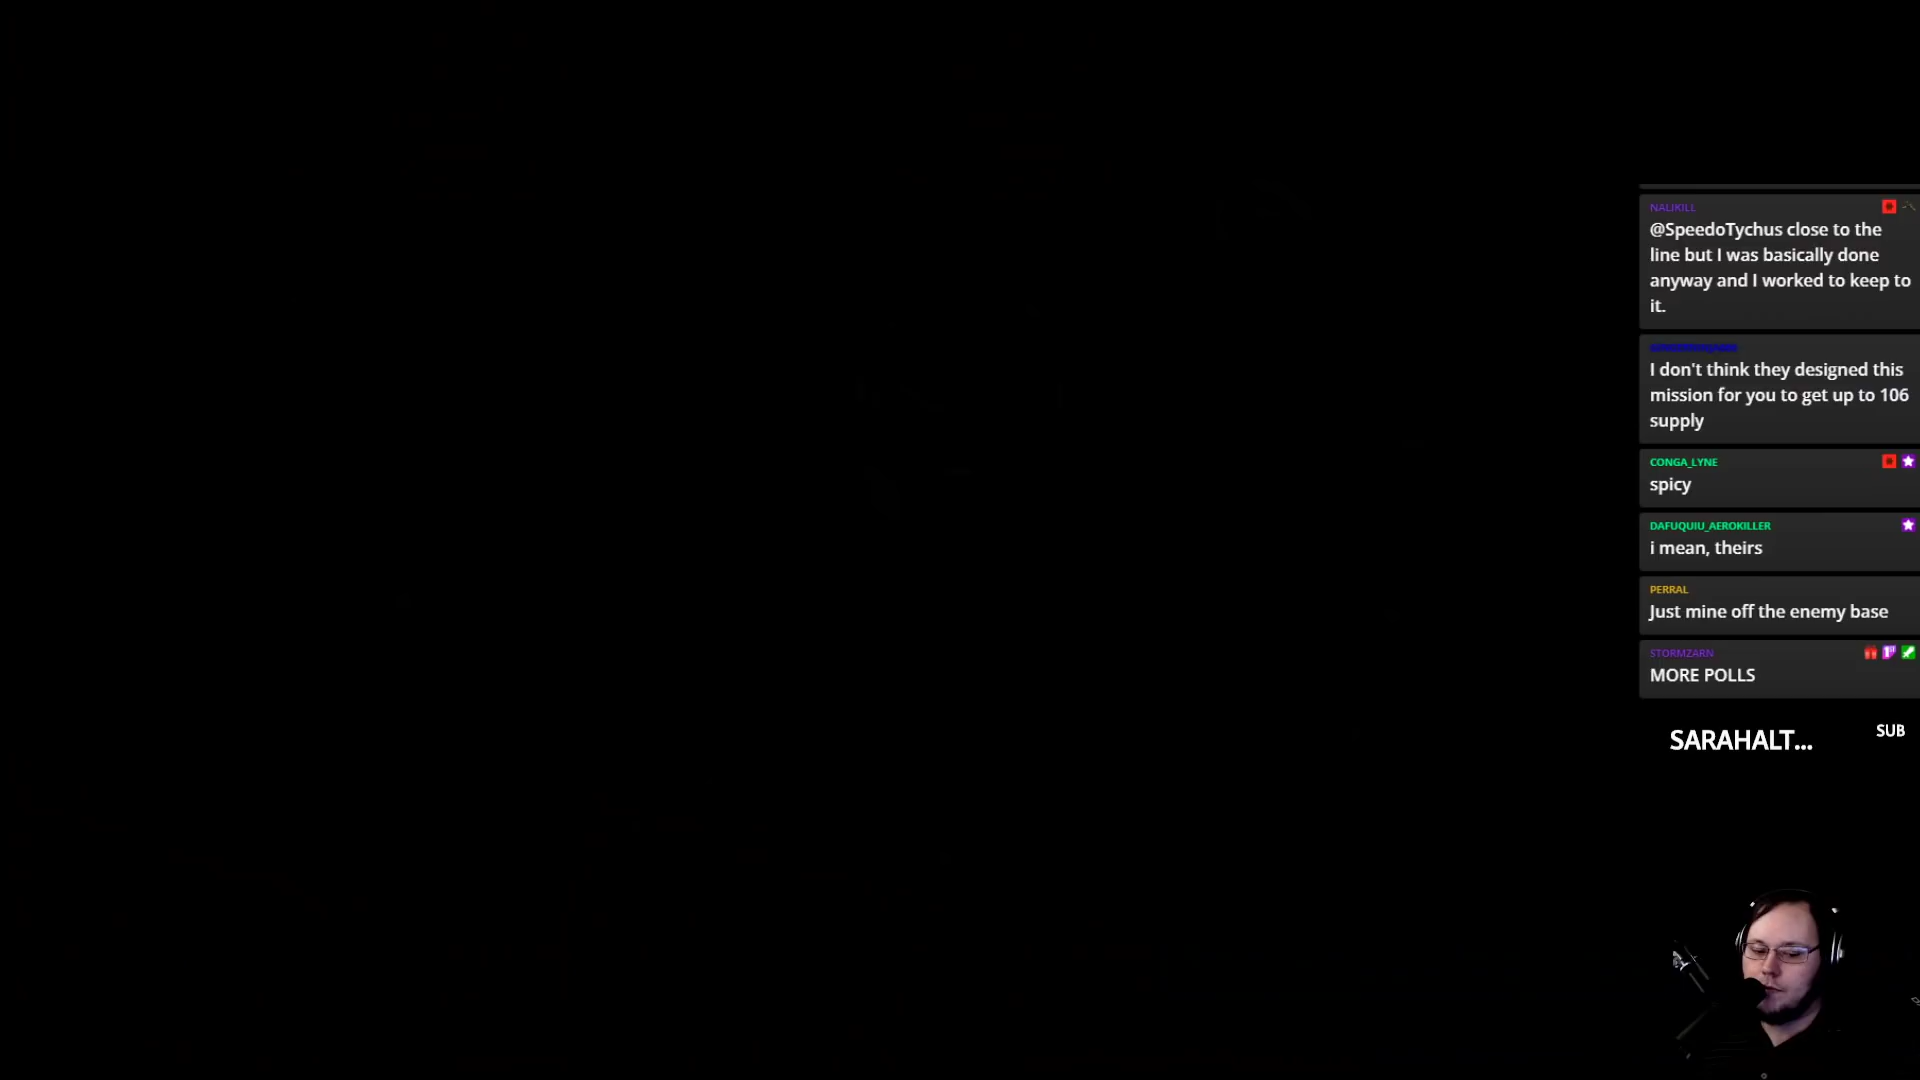 NALIKILL
@SpeedoTychus close to the
line but I was basically done
anyway and I worked to keep to
it.
I don't think they designed this
mission for you to get up to 106
supply
CONGA_LYNE
spicy
DAFUQUIU_AEROKILLER
i mean, theirs
PERRAL
Just mine off the enemy base
STORMZARN
MORE POLLS
SARAHALT...
SUB